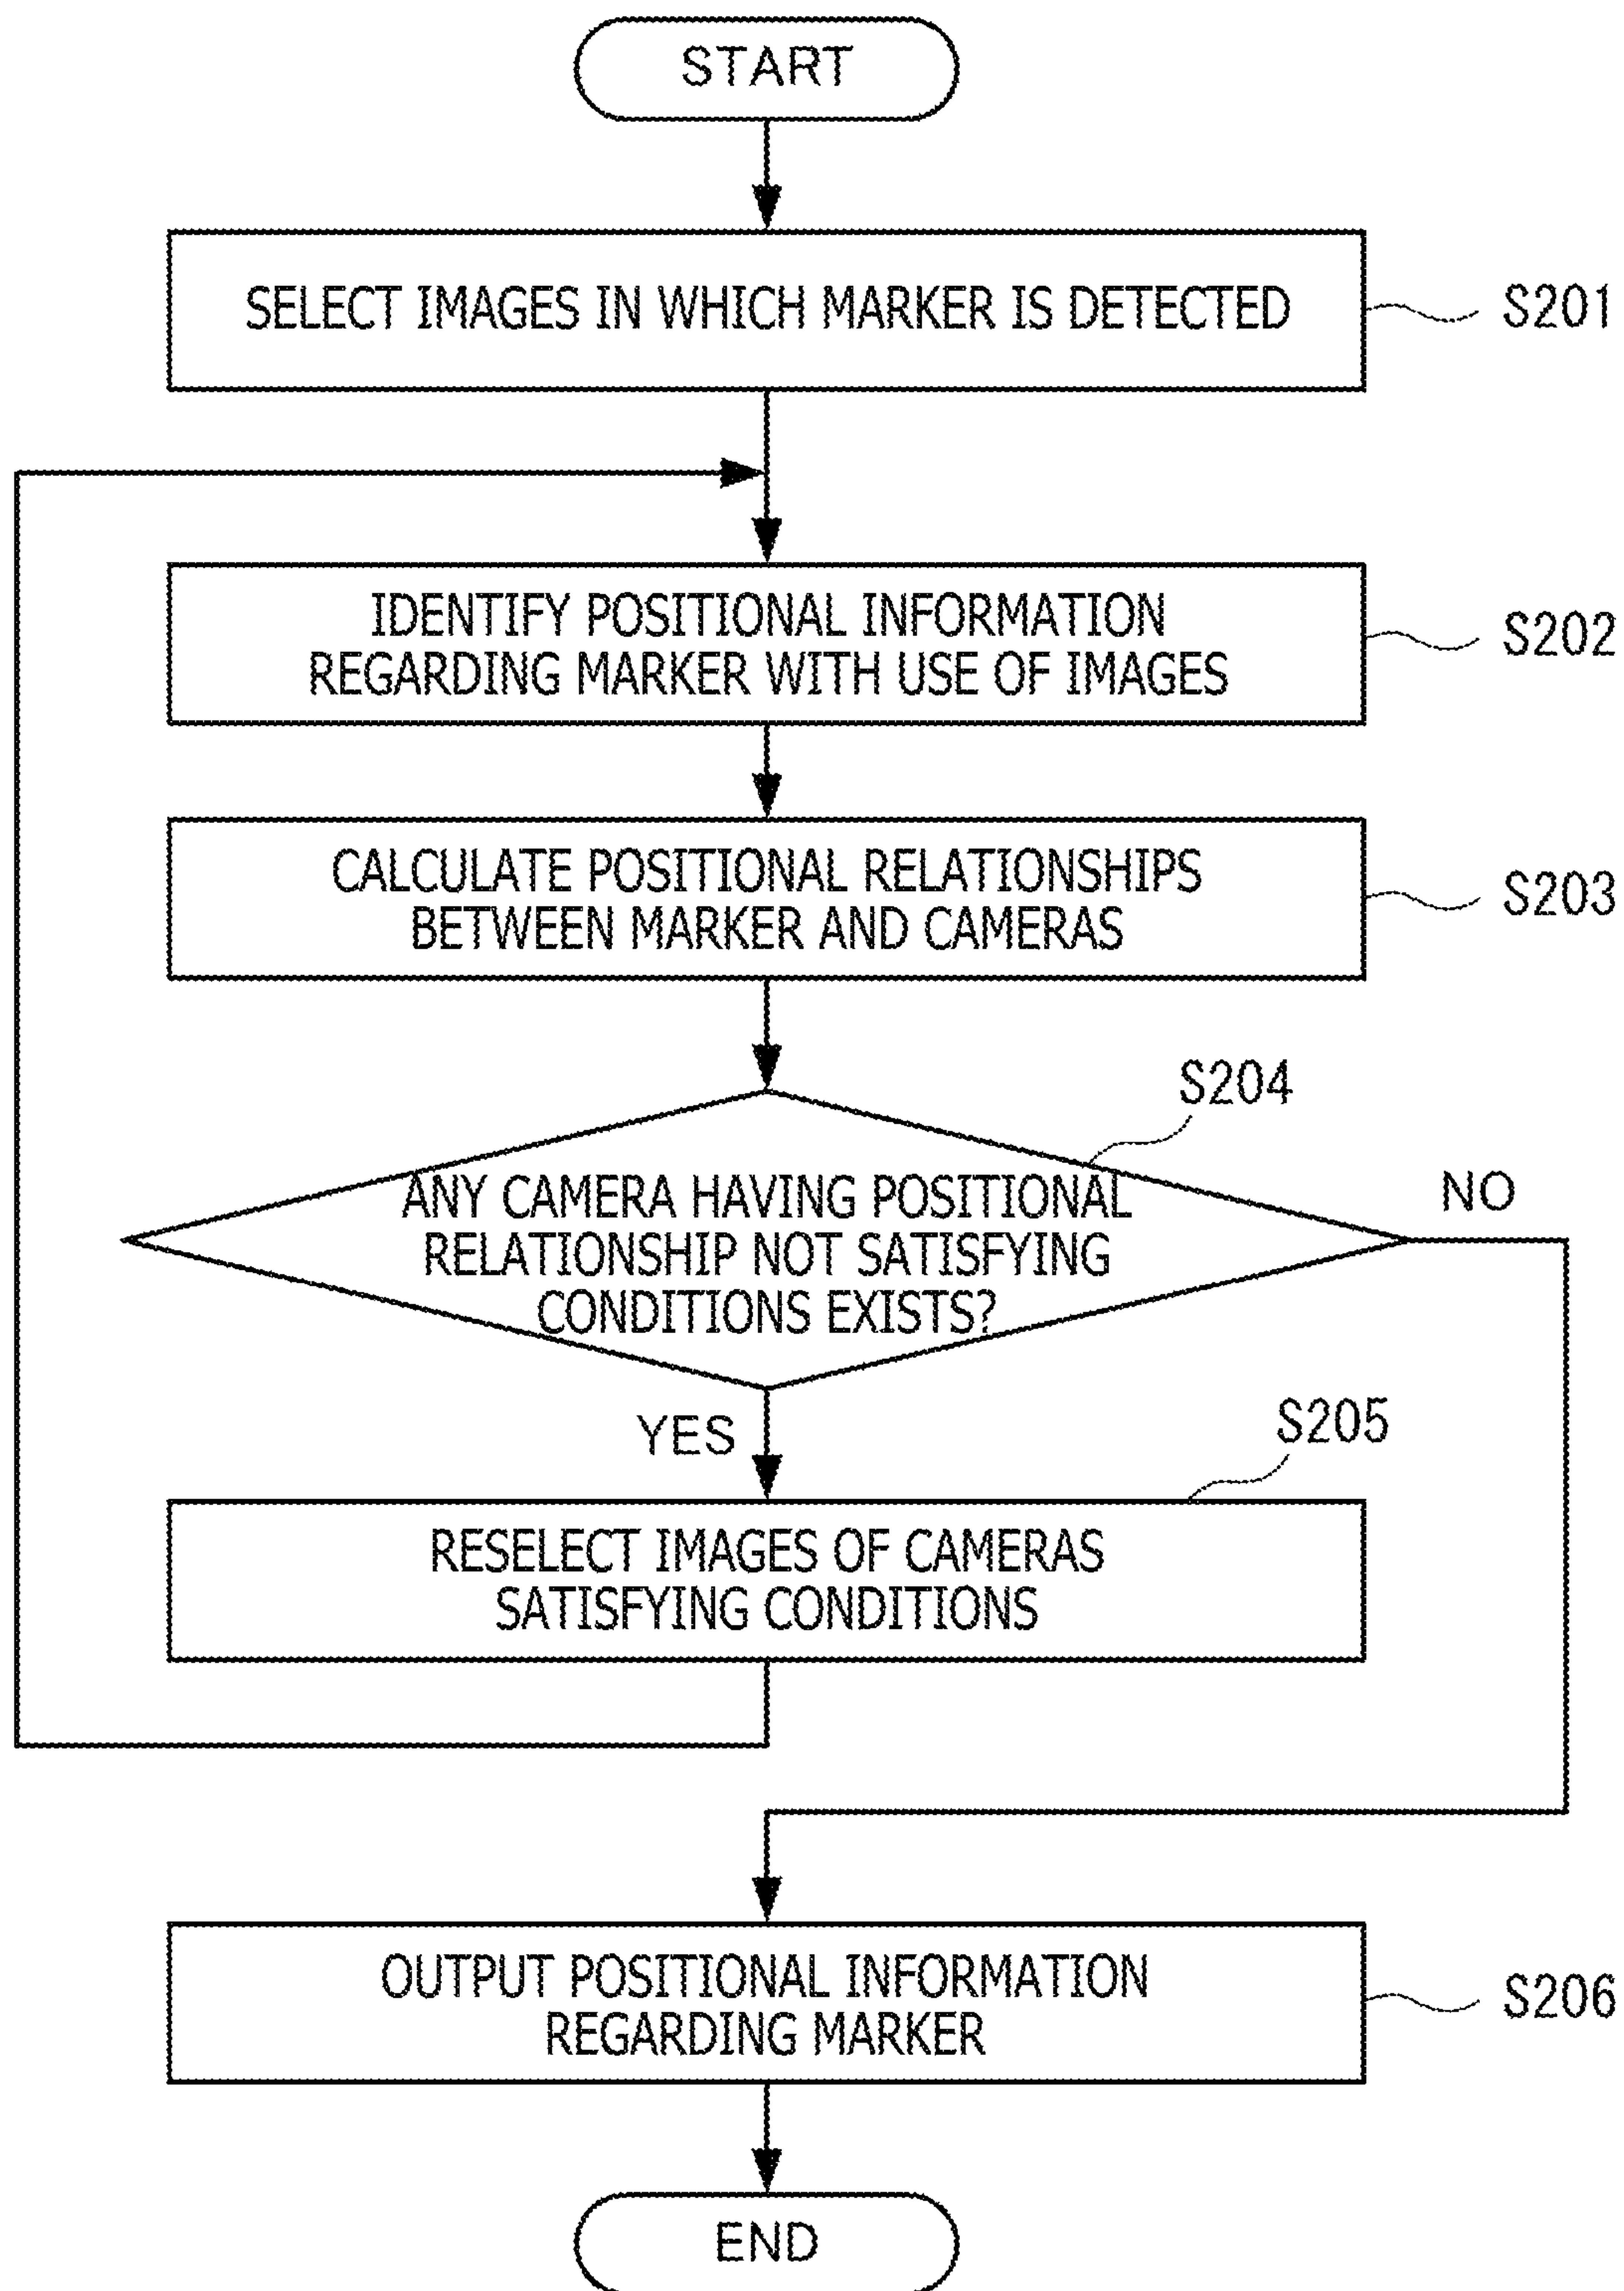 START
SELECT IMAGES IN WHICH MARKER IS DETECTED
S201
IDENTIFY POSITIONAL INFORMATION
REGARDING MARKER WITH USE OF IMAGES
S202
CALCULATE POSITIONAL RELATIONSHIPS
BETWEEN MARKER AND CAMERAS
S203
S204
ANY CAMERA HAVING POSITIONAL
RELATIONSHIP NOT SATISFYING
CONDITIONS EXISTS?
NO
YES
S205
RESELECT IMAGES OF CAMERAS
SATISFYING CONDITIONS
OUTPUT POSITIONAL INFORMATION
REGARDING MARKER
S206
END